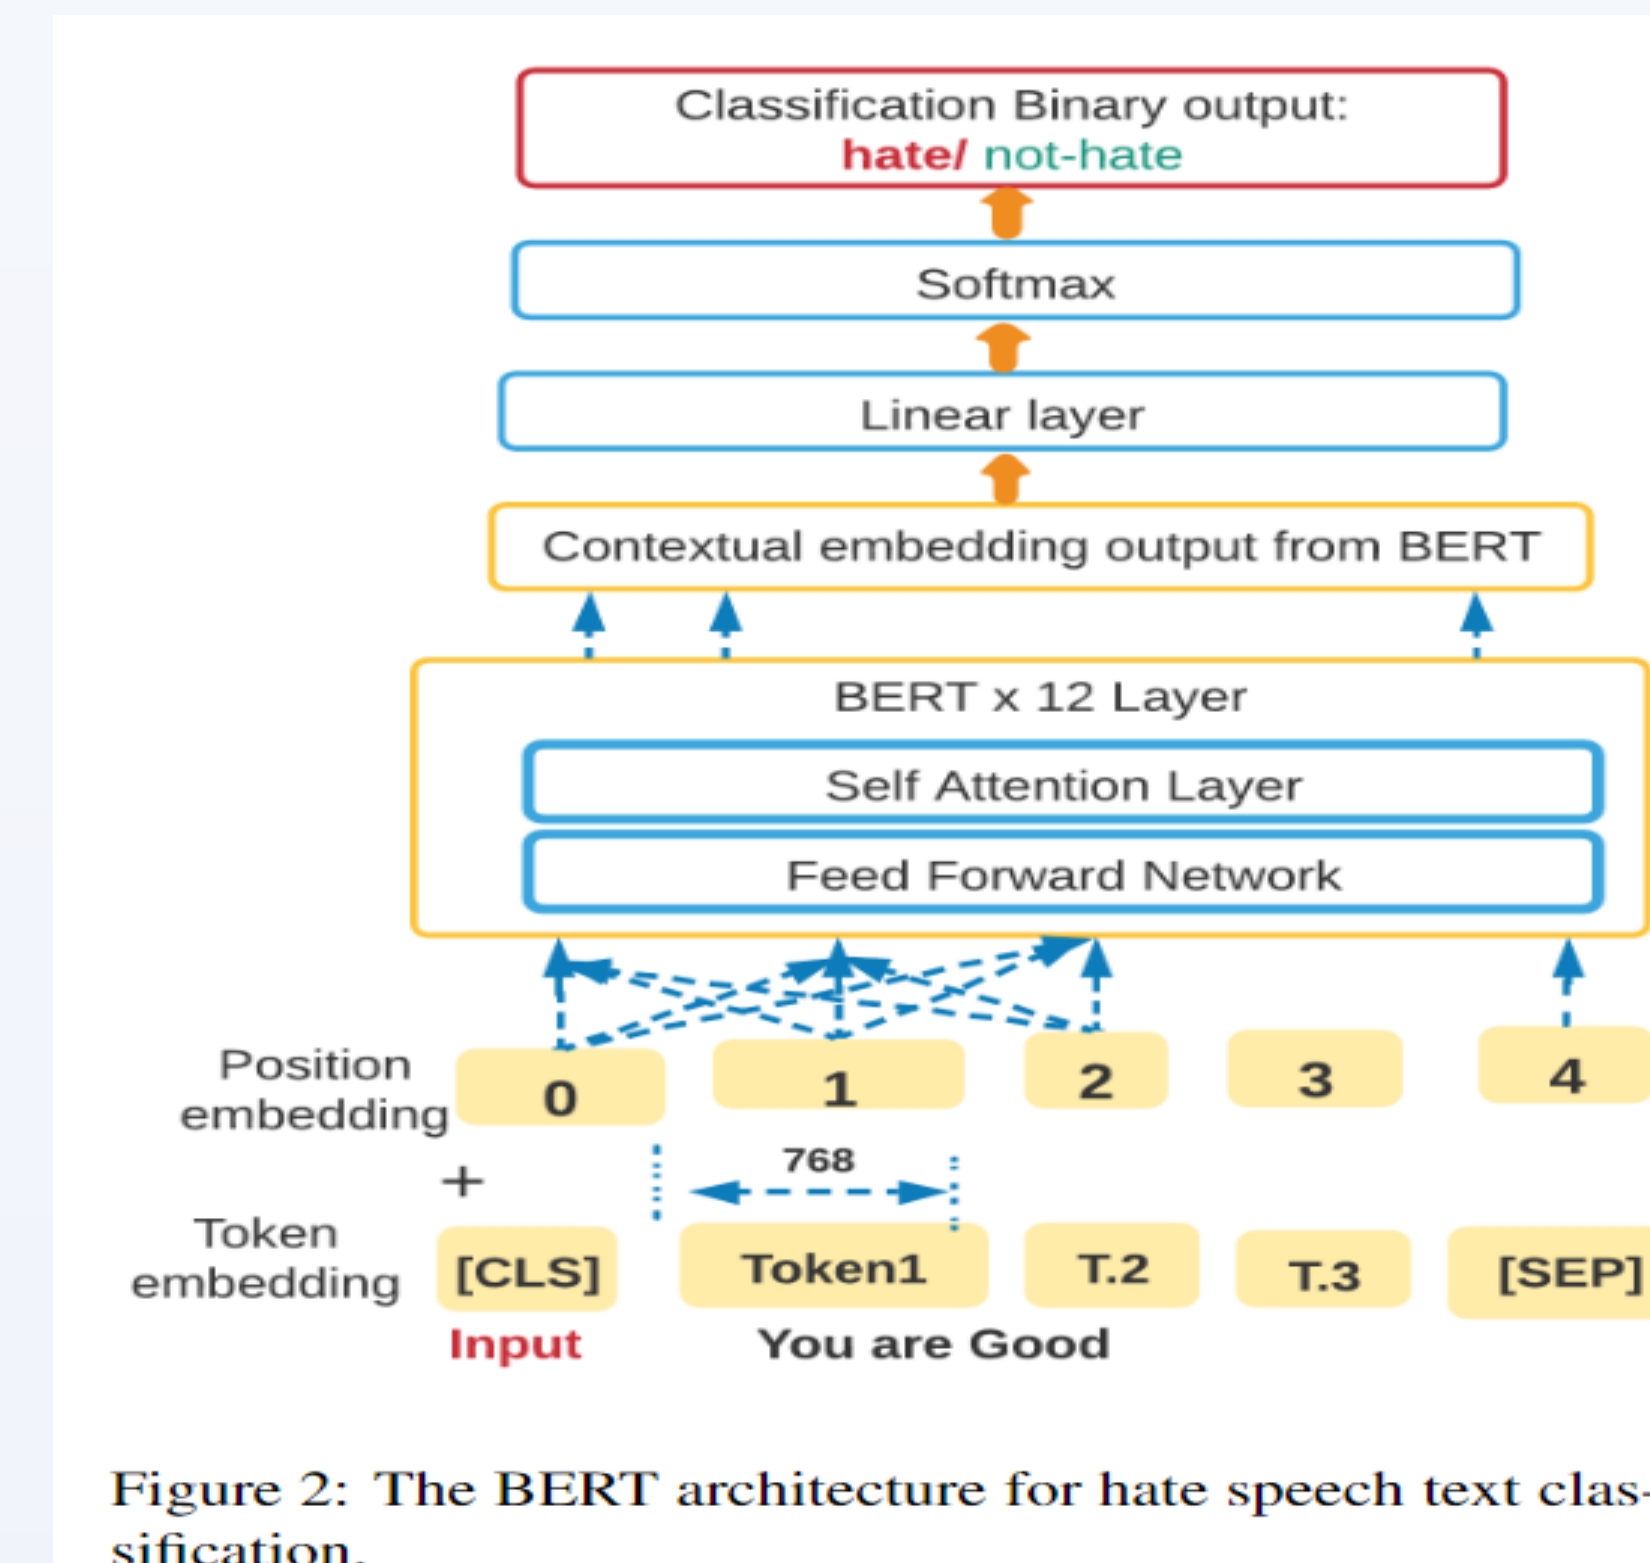 Classification Binary output:
hate/ not-hate
Softmax
Linear layer
Contextual embedding output from BERT
BERT x 12 Layer
Self Attention Layer
Feed Forward Network
Position
embedding
0 1 2 3 4
+
768
Token
embedding
[CLS] Token1 T.2 T.3 [SEP]
Input You are Good
Figure 2: The BERT architecture for hate speech text clas-
sification.